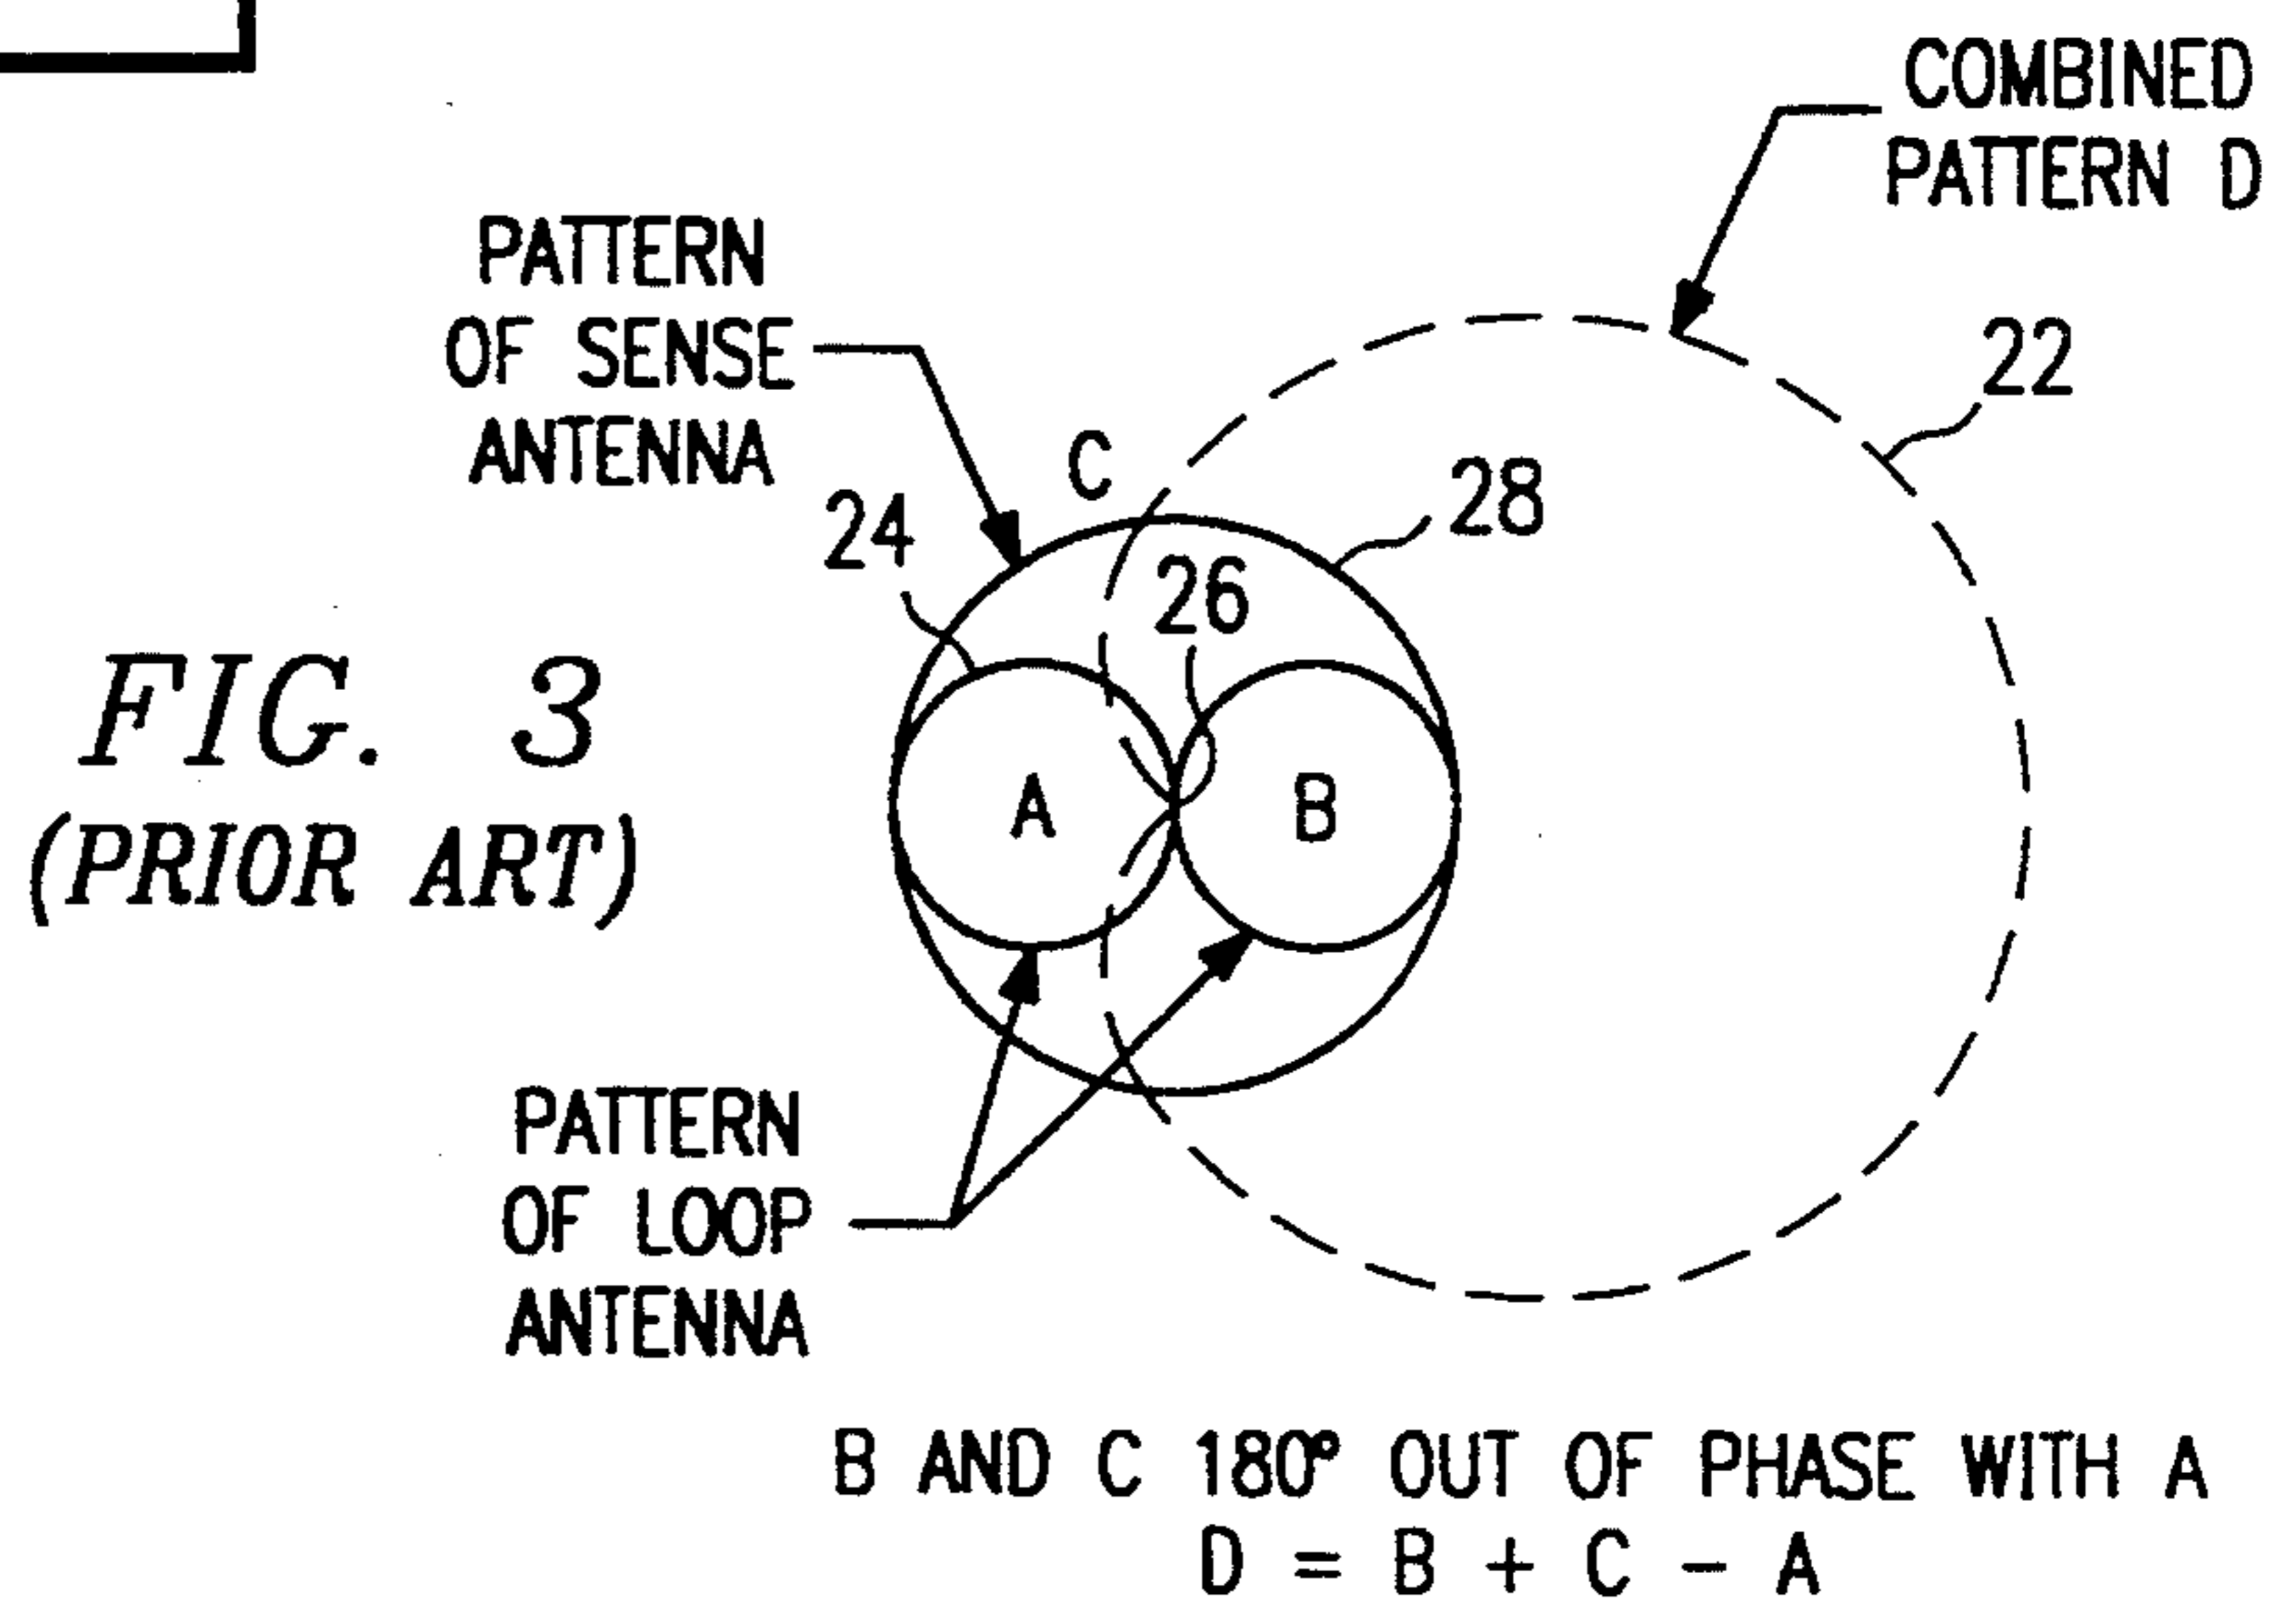 COMBINED
PATTERN D
PATTERN
OF SENSE
ANTENNA
22
C
28
24
26
FIG. 3
(PRIOR ART)
A
B
PATTERN
OF LOOP
ANTENNA
B AND C 180° OUT OF PHASE WITH A
D = B + C - A